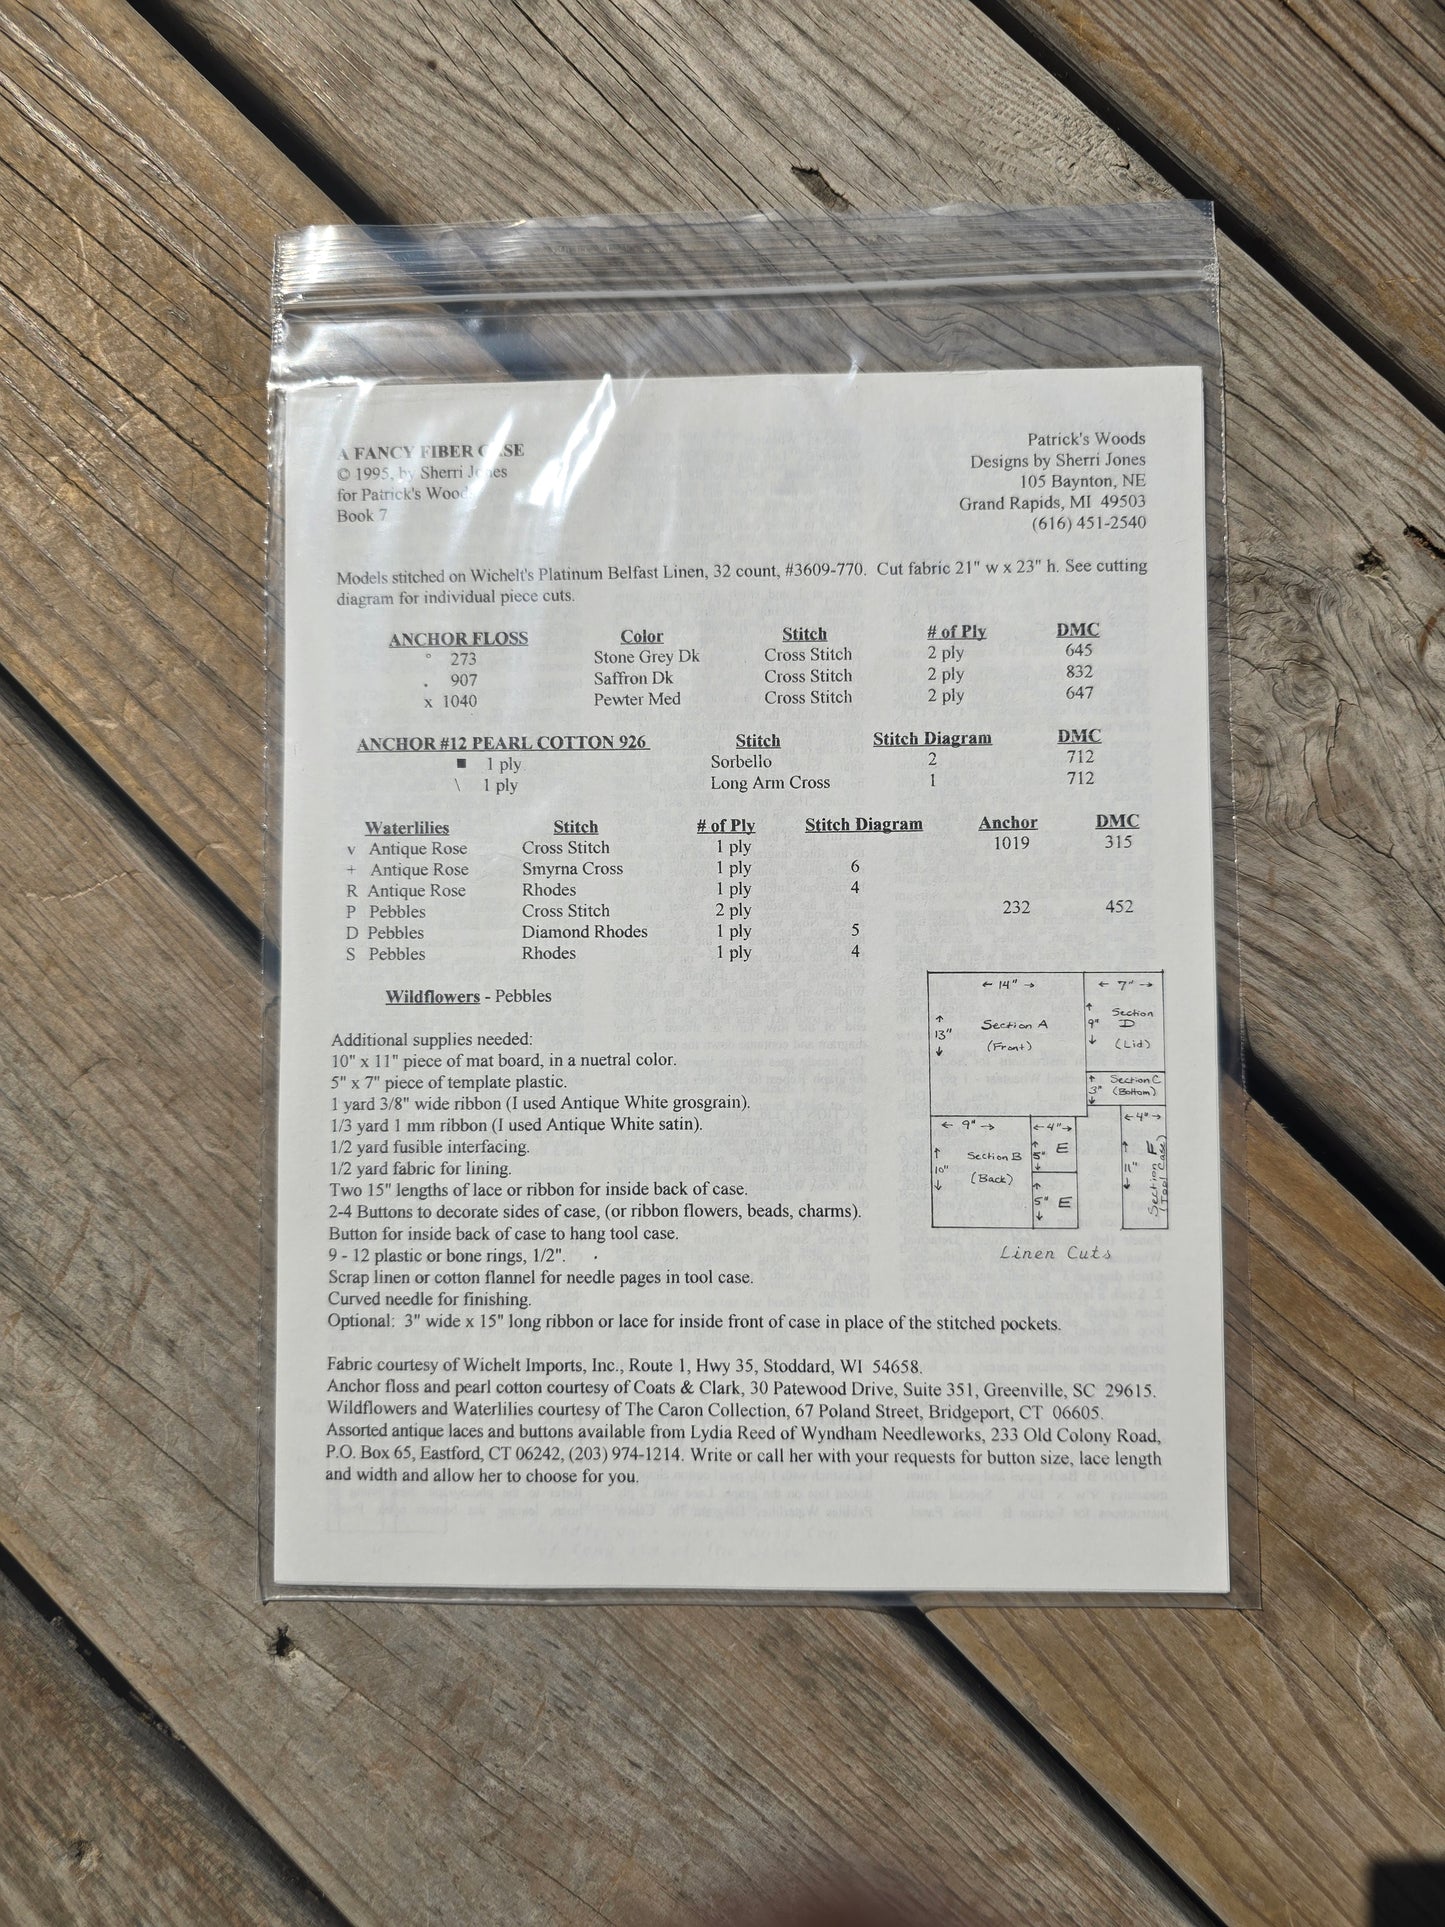 A FANCY FIBER CASE
© 1995, by Sherri Jones
for Patrick's Woods
Book 7
Patrick's Woods
Designs by Sherri Jones
105 Baynton, NE
Grand Rapids, MI 49503
(616) 451-2540
Models stitched on Wichelt's Platinum Belfast Linen, 32 count, #3609-770. Cut fabric 21" w x 23" h. See cutting
diagram for individual piece cuts.
ANCHOR FLOSS Color Stitch # of Ply DMC
° 273 Stone Grey Dk Cross Stitch 2 ply 645
. 907 Saffron Dk Cross Stitch 2 ply 832
x 1040 Pewter Med Cross Stitch 2 ply 647
ANCHOR #12 PEARL COTTON 926 Stitch Stitch Diagram DMC
■ 1 ply Sorbello 2 712
\ 1 ply Long Arm Cross 1 712
Waterlilies Stitch # of Ply Stitch Diagram Anchor DMC
v Antique Rose Cross Stitch 1 ply 1019 315
+ Antique Rose Smyrna Cross 1 ply 6
R Antique Rose Rhodes 1 ply 4
P Pebbles Cross Stitch 2 ply 232 452
D Pebbles Diamond Rhodes 1 ply 5
S Pebbles Rhodes 1 ply 4
Wildflowers - Pebbles
Additional supplies needed:
10" x 11" piece of mat board, in a nuetral color.
5" x 7" piece of template plastic.
1 yard 3/8" wide ribbon (I used Antique White grosgrain).
1/3 yard 1 mm ribbon (I used Antique White satin).
1/2 yard fusible interfacing.
1/2 yard fabric for lining.
Two 15" lengths of lace or ribbon for inside back of case.
2-4 Buttons to decorate sides of case, (or ribbon flowers, beads, charms).
Button for inside back of case to hang tool case.
9 - 12 plastic or bone rings, 1/2".
Scrap linen or cotton flannel for needle pages in tool case.
Curved needle for finishing.
Optional: 3" wide x 15" long ribbon or lace for inside front of case in place of the stitched pockets.
← 14" →
↑ 13" ↓
Section A
(Front)
← 7" →
↑ 9" ↓
Section
D
(Lid)
↑ 3" ↓
Section C
(Bottom)
← 9" →
↑ 10" ↓
Section B
(Back)
← 4" →
↑ 5" ↓ E
↑ 5" ↓ E
← 4" →
↑ 11" ↓
Section F
(Tool Case)
Linen Cuts
Fabric courtesy of Wichelt Imports, Inc., Route 1, Hwy 35, Stoddard, WI 54658.
Anchor floss and pearl cotton courtesy of Coats & Clark, 30 Patewood Drive, Suite 351, Greenville, SC 29615.
Wildflowers and Waterlilies courtesy of The Caron Collection, 67 Poland Street, Bridgeport, CT 06605.
Assorted antique laces and buttons available from Lydia Reed of Wyndham Needleworks, 233 Old Colony Road,
P.O. Box 65, Eastford, CT 06242, (203) 974-1214. Write or call her with your requests for button size, lace length
and width and allow her to choose for you.